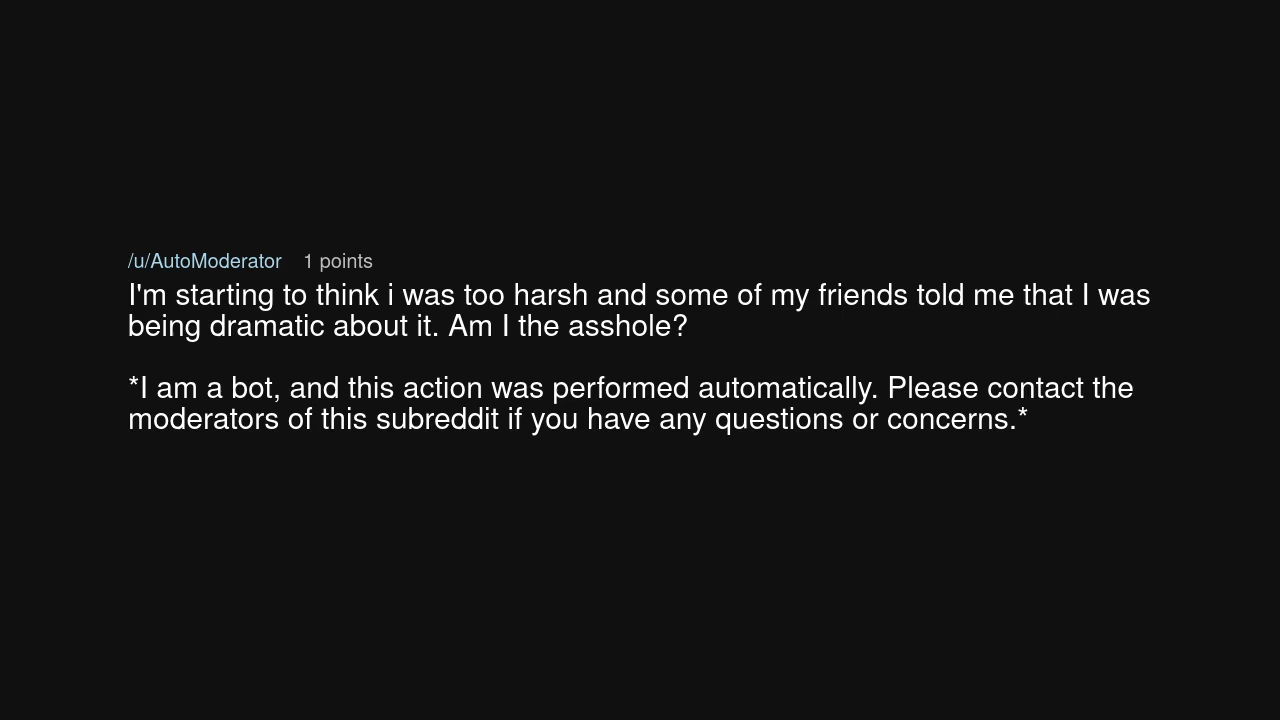 /u/AutoModerator 1 points
I'm starting to think i was too harsh and some of my friends told me that I was
being dramatic about it. Am I the asshole?
*I am a bot, and this action was performed automatically. Please contact the
moderators of this subreddit if you have any questions or concerns.*